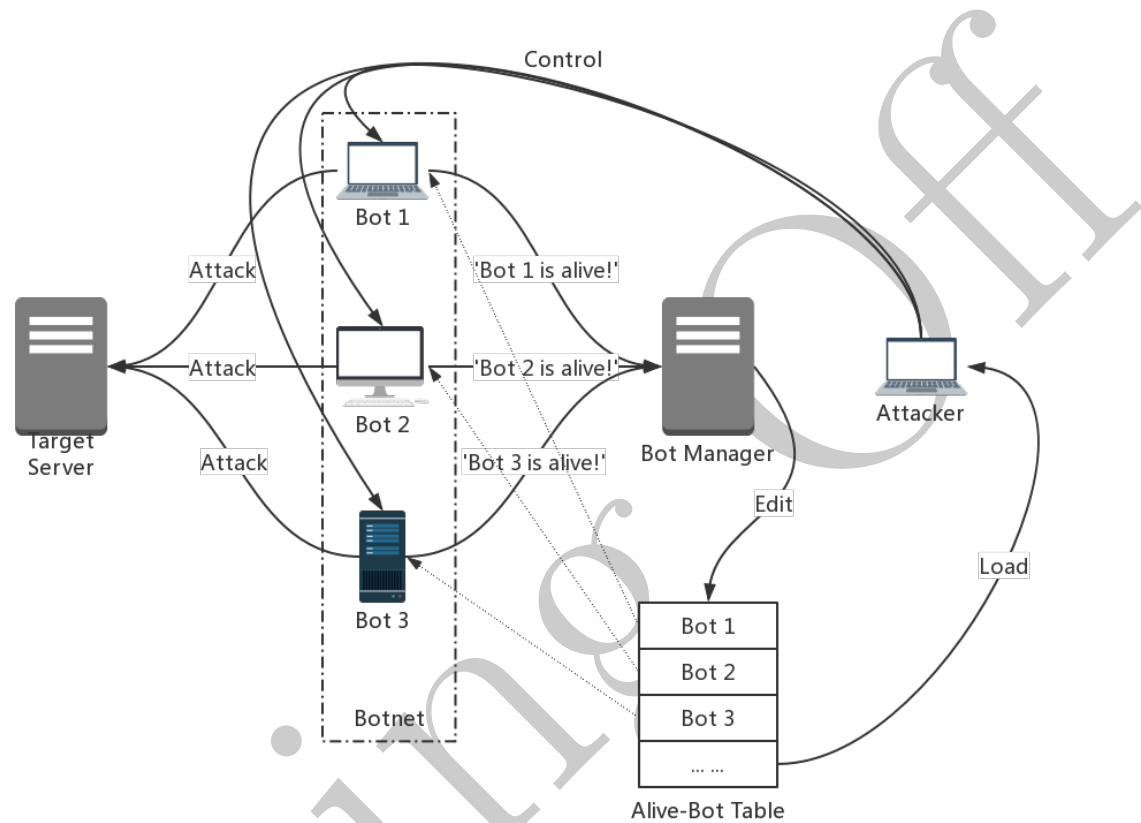 Control
Bot 1
Attack
'Bot 1 is alive!'
Attack
'Bot 2 is alive!'
Bot 2
Target
Server
Attack
'Bot 3 is alive!'
Bot Manager
Attacker
Edit
Load
Bot 3
Botnet
Bot 1
Bot 2
Bot 3
... ...
Alive-Bot Table
ing Off